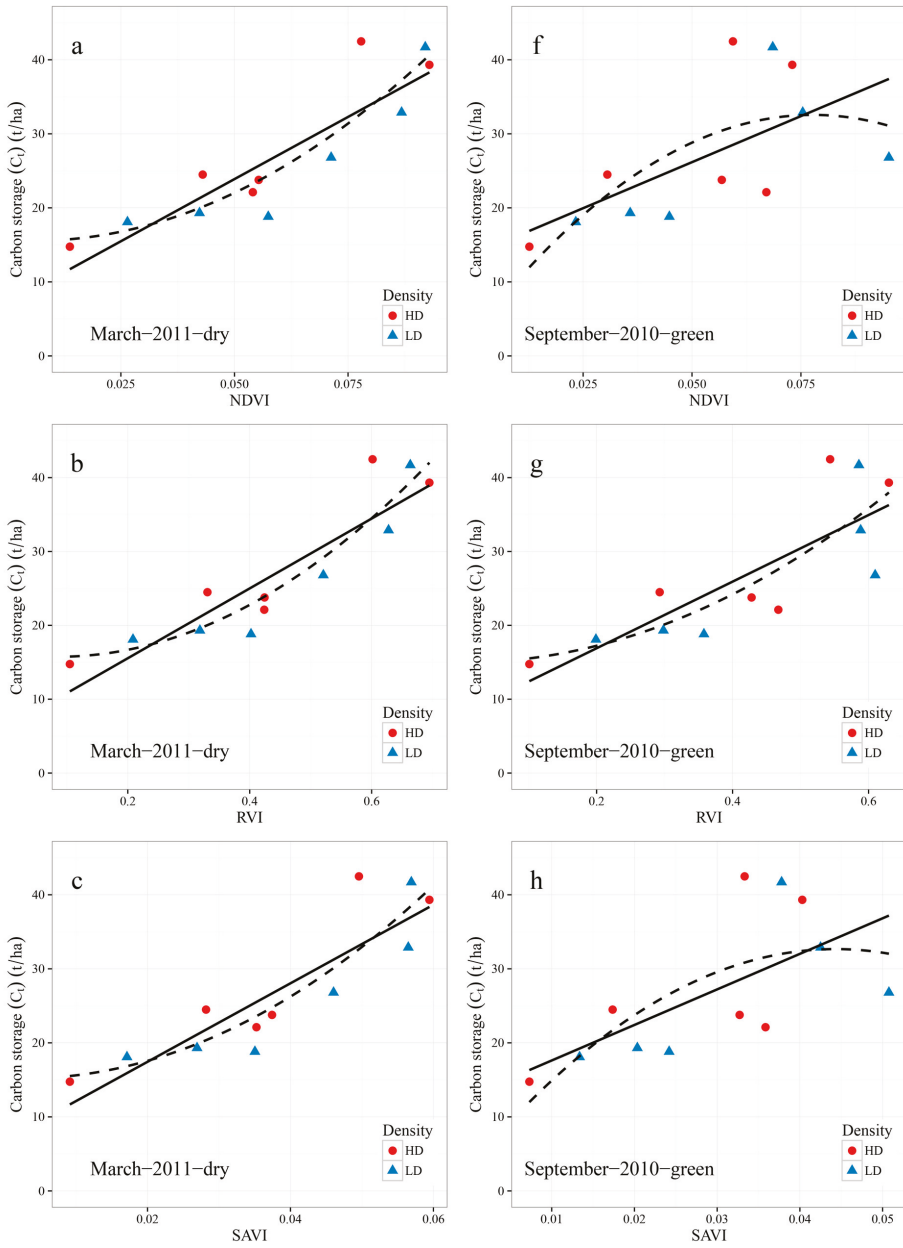 a
Carbon storage (Cₜ) (t/ha)
40
30
20
10
0
Density
HD
LD
March−2011−dry
0.025
0.050
0.075
NDVI
f
Carbon storage (Cₜ) (t/ha)
40
30
20
10
0
Density
HD
LD
September−2010−green
0.025
0.050
0.075
NDVI
b
Carbon storage (Cₜ) (t/ha)
40
30
20
10
0
Density
HD
LD
March−2011−dry
0.2
0.4
0.6
RVI
g
Carbon storage (Cₜ) (t/ha)
40
30
20
10
0
Density
HD
LD
September−2010−green
0.2
0.4
0.6
RVI
c
Carbon storage (Cₜ) (t/ha)
40
30
20
10
0
Density
HD
LD
March−2011−dry
0.02
0.04
0.06
SAVI
h
Carbon storage (Cₜ) (t/ha)
40
30
20
10
0
Density
HD
LD
September−2010−green
0.01
0.02
0.03
0.04
0.05
SAVI